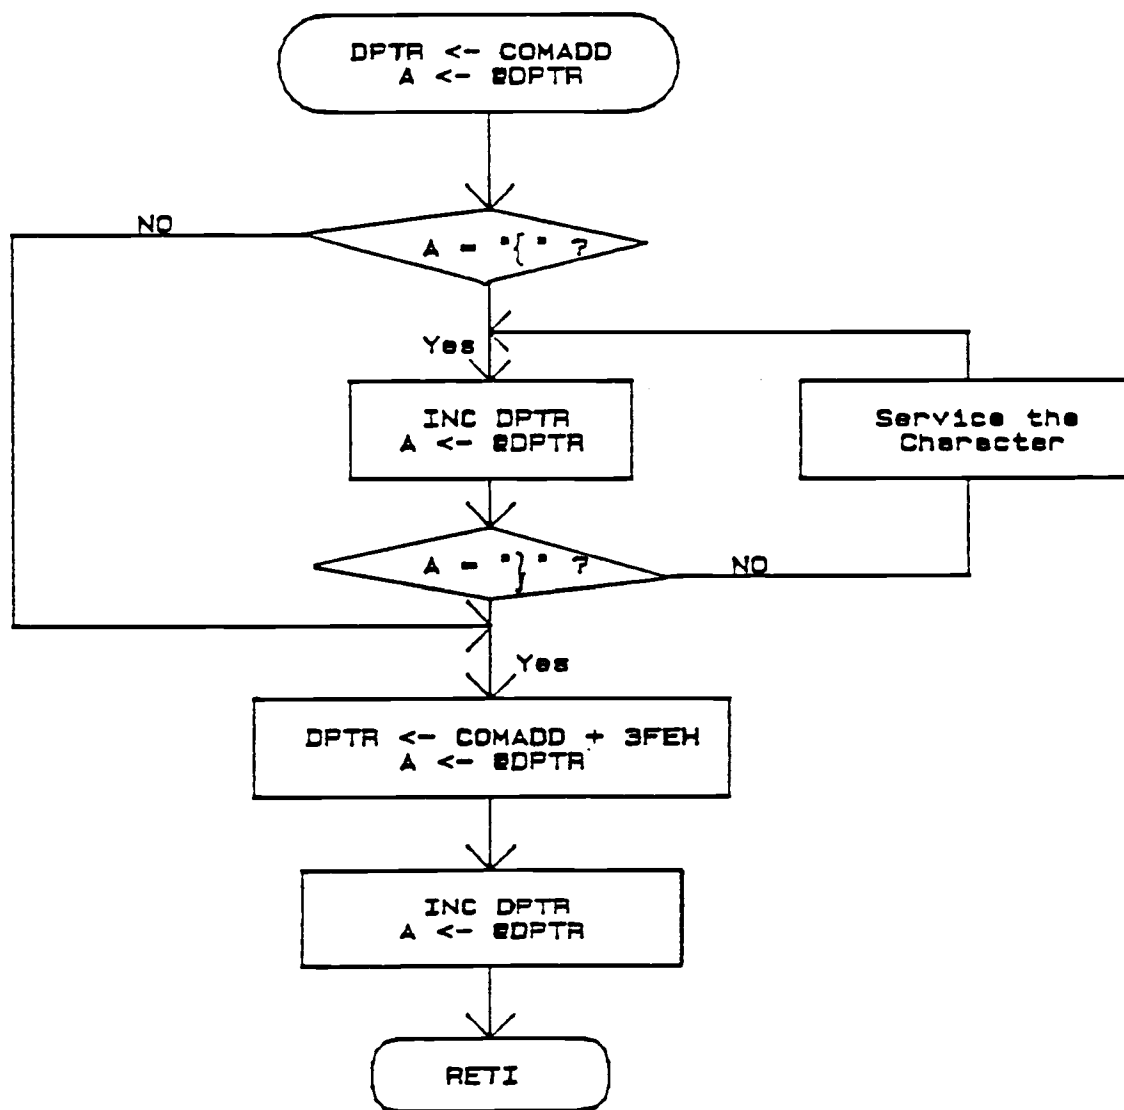 DPTR <- COMADD
A <- @DPTR
NO
A = "{" ?
Yes
INC DPTR
A <- @DPTR
Service the
Character
A = "}" ?
NO
Yes
DPTR <- COMADD + 3FEH
A <- @DPTR
INC DPTR
A <- @DPTR
RETI